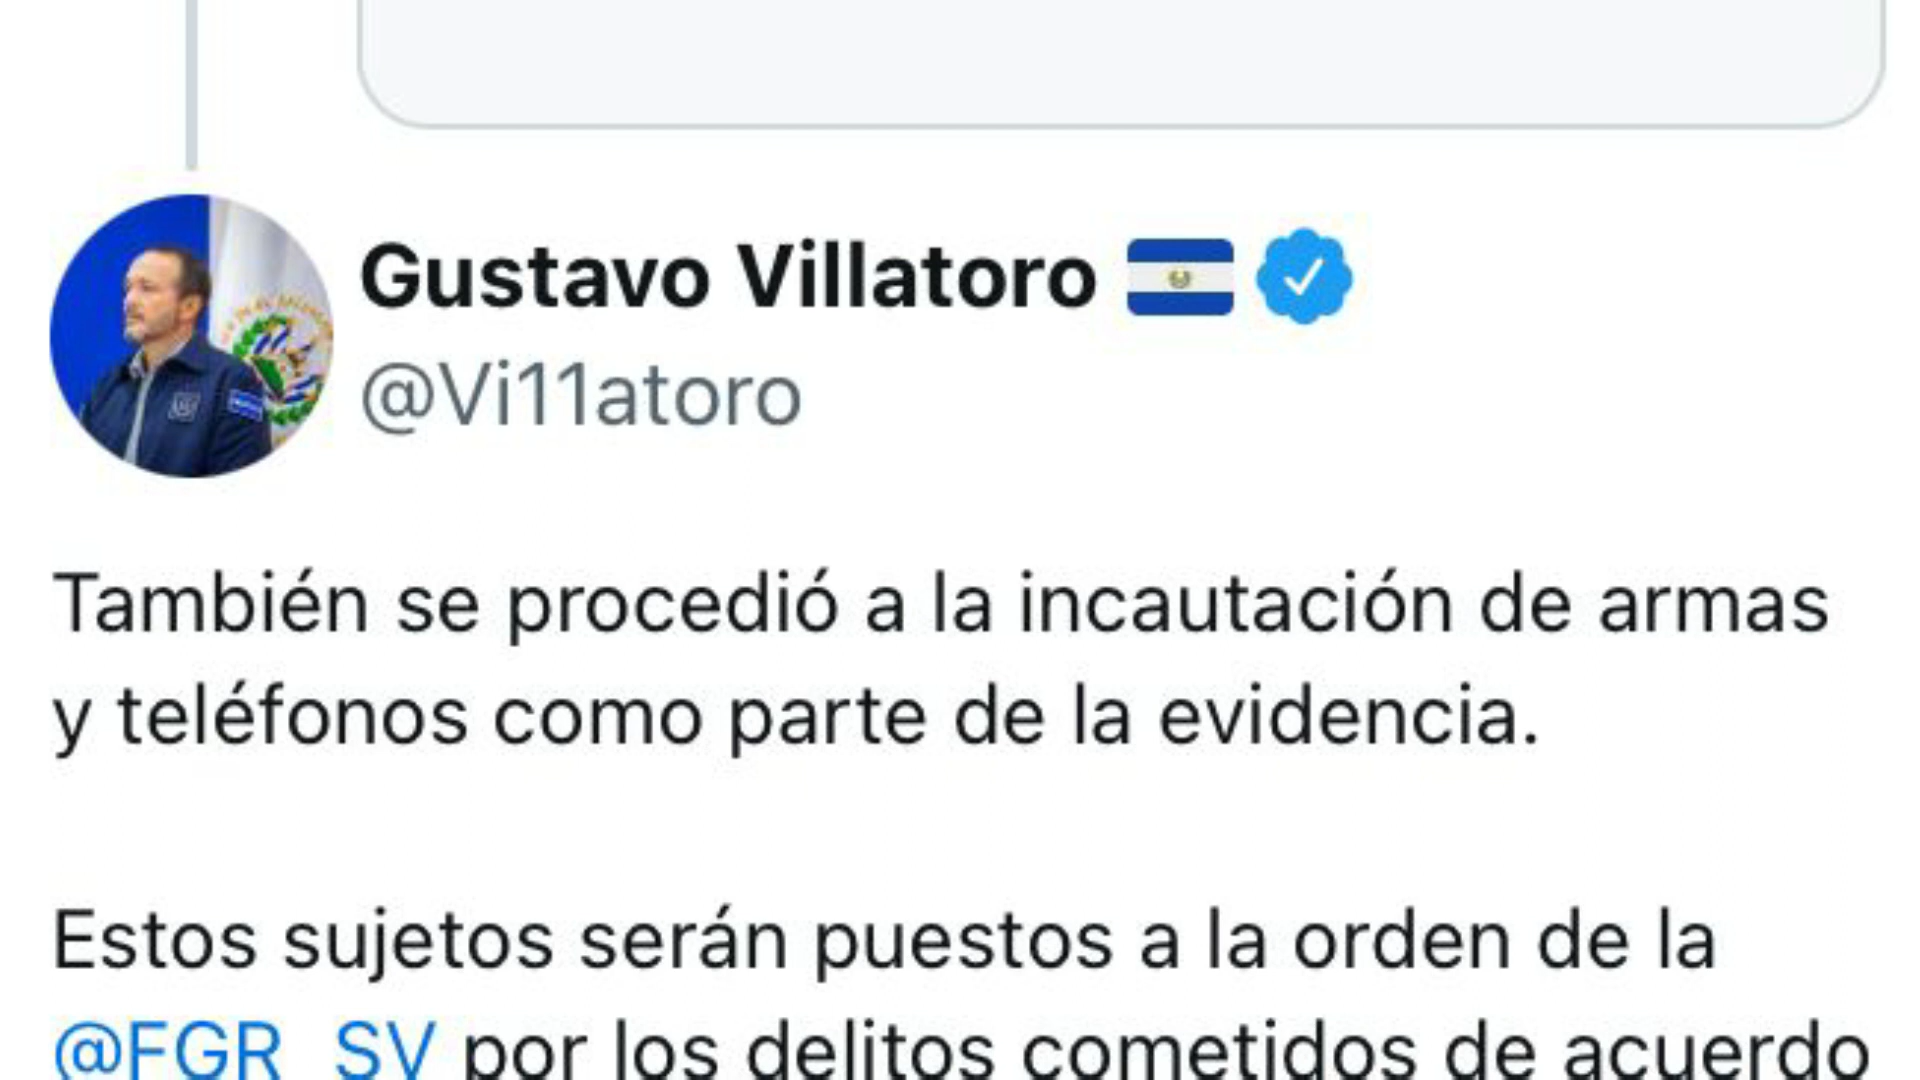 Gustavo Villatoro
@Vi11atoro
También se procedió a la incautación de armas
y teléfonos como parte de la evidencia.
Estos sujetos serán puestos a la orden de la
@FGR_SV por los delitos cometidos de acuerdo